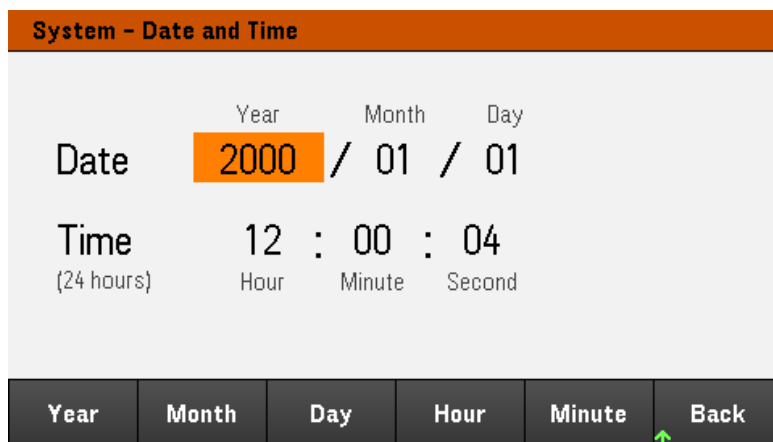 System – Date and Time
Year Month Day
Date 2000 / 01 / 01
Time 12 : 00 : 04
(24 hours) Hour Minute Second
Year Month Day Hour Minute Back